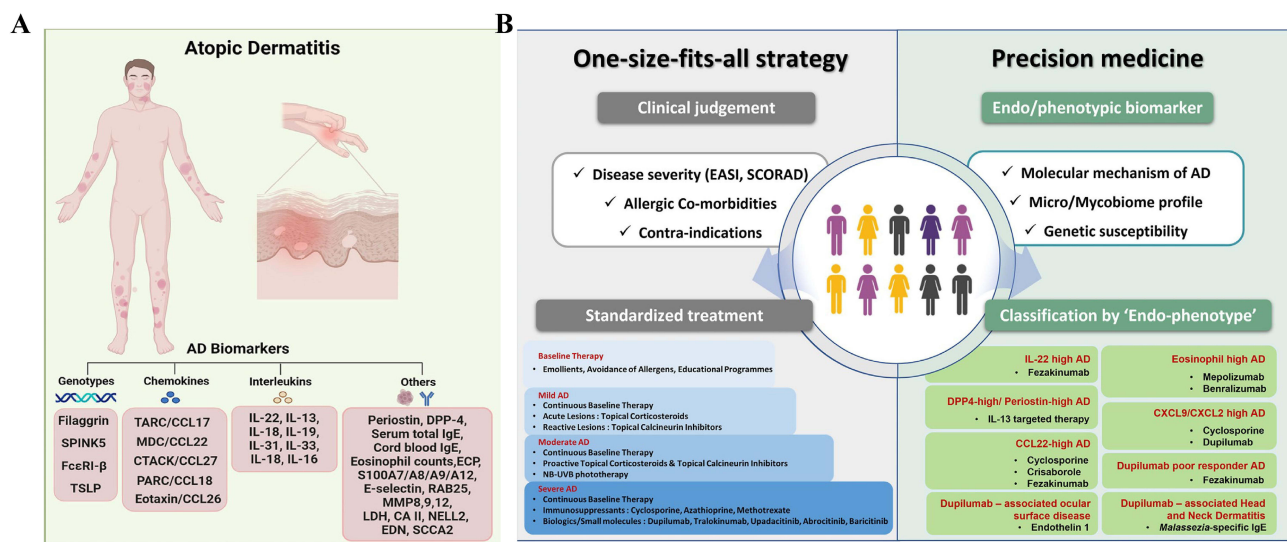 A
Atopic Dermatitis
AD Biomarkers
Genotypes
Filaggrin
SPINK5
FcεRI-β
TSLP
Chemokines
TARC/CCL17
MDC/CCL22
CTACK/CCL27
PARC/CCL18
Eotaxin/CCL26
Interleukins
IL-22, IL-13,
IL-18, IL-19,
IL-31, IL-33,
IL-18, IL-16
Others
Periostin, DPP-4,
Serum total IgE,
Cord blood IgE,
Eosinophil counts,ECP,
S100A7/A8/A9/A12,
E-selectin, RAB25,
MMP8,9,12,
LDH, CA II, NELL2,
EDN, SCCA2
B
One-size-fits-all strategy
Clinical judgement
✓ Disease severity (EASI, SCORAD)
✓ Allergic Co-morbidities
✓ Contra-indications
Standardized treatment
Baseline Therapy
• Emollients, Avoidance of Allergens, Educational Programmes
Mild AD
• Continuous Baseline Therapy
• Acute Lesions : Topical Corticosteroids
• Reactive Lesions : Topical Calcineurin Inhibitors
Moderate AD
• Continuous Baseline Therapy
• Proactive Topical Corticosteroids & Topical Calcineurin Inhibitors
• NB-UVB phototherapy
Severe AD
• Continuous Baseline Therapy
• Immunosuppressants : Cyclosporine, Azathioprine, Methotrexate
• Biologics/Small molecules : Dupilumab, Tralokinumab, Upadacitinib, Abrocitinib, Baricitinib
Precision medicine
Endo/phenotypic biomarker
✓ Molecular mechanism of AD
✓ Micro/Mycobiome profile
✓ Genetic susceptibility
Classification by ‘Endo-phenotype’
IL-22 high AD
• Fezakinumab
DPP4-high/ Periostin-high AD
• IL-13 targeted therapy
CCL22-high AD
• Cyclosporine
• Crisaborole
• Fezakinumab
Dupilumab – associated ocular
surface disease
• Endothelin 1
Eosinophil high AD
• Mepolizumab
• Benralizumab
CXCL9/CXCL2 high AD
• Cyclosporine
• Dupilumab
Dupilumab poor responder AD
• Fezakinumab
Dupilumab – associated Head
and Neck Dermatitis
• Malassezia-specific IgE